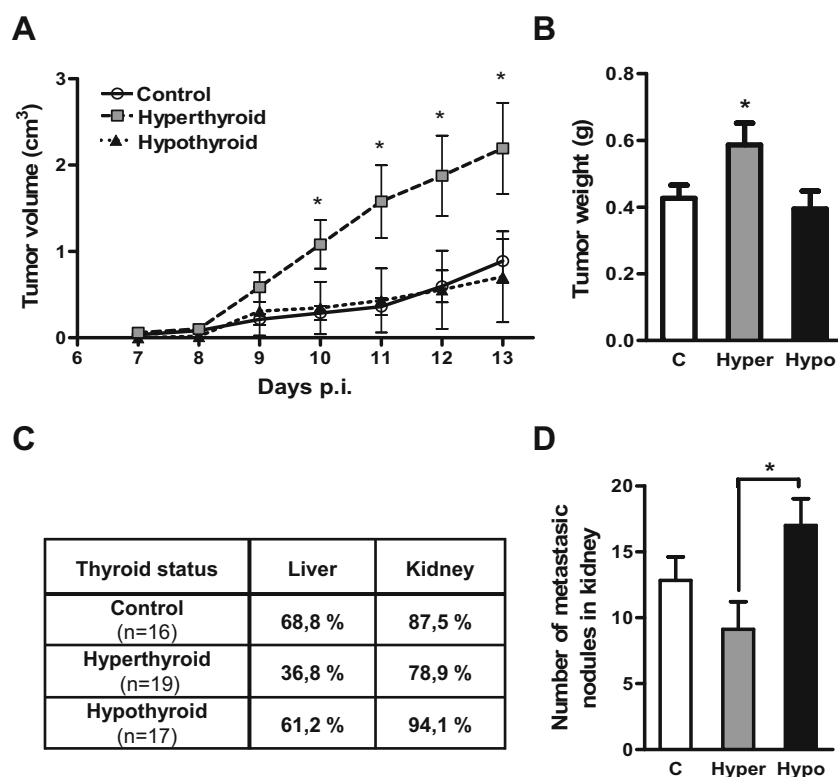 A
Tumor volume (cm3)
3
2
1
0
Control
Hyperthyroid
Hypothyroid
*
*
*
*
6 7 8 9 10 11 12 13
Days p.i.
B
Tumor weight (g)
0.8
0.6
0.4
0.2
0.0
*
C Hyper Hypo
C
Thyroid status Liver Kidney
Control
(n=16)
68,8 % 87,5 %
Hyperthyroid
(n=19)
36,8 % 78,9 %
Hypothyroid
(n=17)
61,2 % 94,1 %
D
Number of metastasic
nodules in kidney
20
15
10
5
0
*
C Hyper Hypo